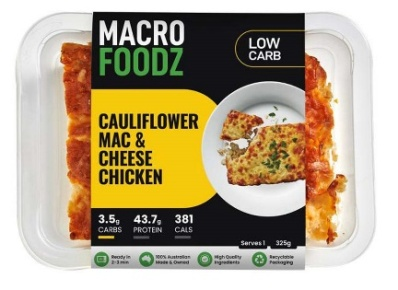 MACRO
FOODZ
LOW
CARB
CAULIFLOWER
MAC &
CHEESE
CHICKEN
3.5g 43.7g 381
CARBS PROTEIN CALS
Serves 1 325g
Ready in
2-3 min
100% Australian
Made & Owned
High Quality
Ingredients
Recyclable
Packaging